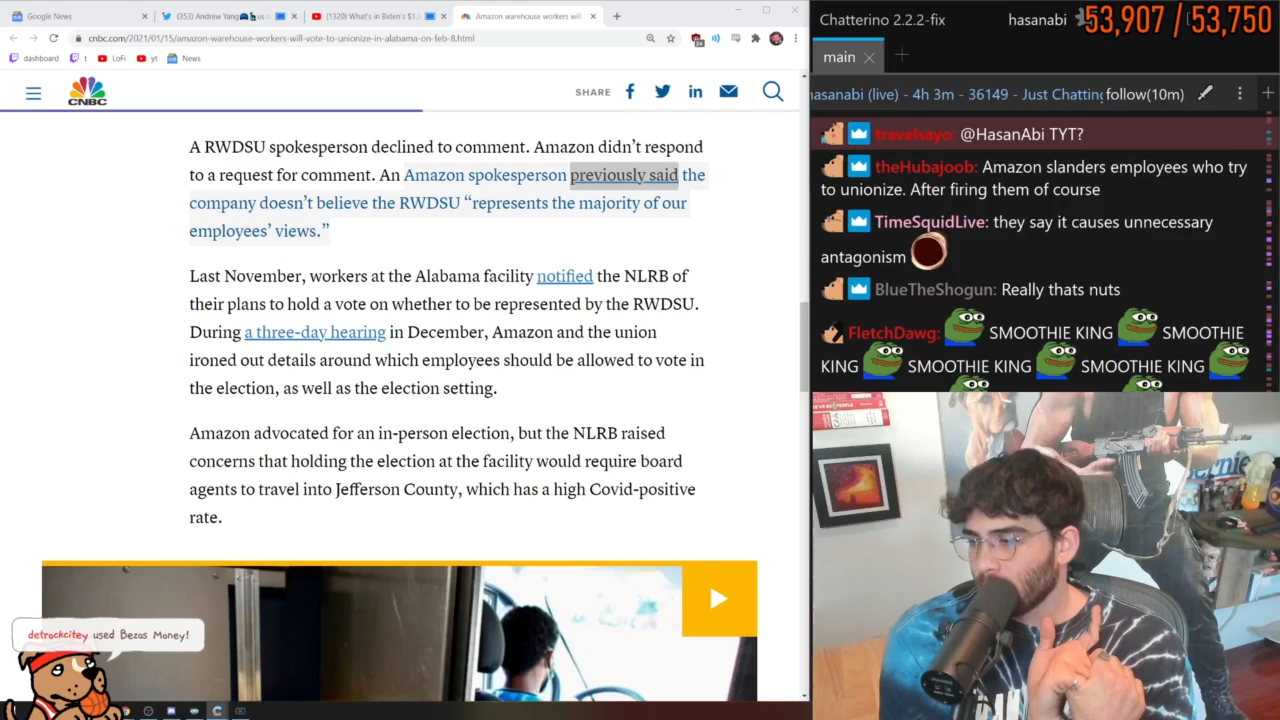 Google News
(353) Andrew Yang us c
(1320) What's in Biden's $1.
Amazon warehouse workers will
cnbc.com/2021/01/15/amazon-warehouse-workers-will-vote-to-unionize-in-alabama-on-feb-8.html
24
dashboard
t
LoFi
yt
News
CNBC
SHARE
A RWDSU spokesperson declined to comment. Amazon didn’t respond
to a request for comment. An Amazon spokesperson previously said the
company doesn’t believe the RWDSU “represents the majority of our
employees’ views.”
Last November, workers at the Alabama facility notified the NLRB of
their plans to hold a vote on whether to be represented by the RWDSU.
During a three-day hearing in December, Amazon and the union
ironed out details around which employees should be allowed to vote in
the election, as well as the election setting.
Amazon advocated for an in-person election, but the NLRB raised
concerns that holding the election at the facility would require board
agents to travel into Jefferson County, which has a high Covid-positive
rate.
detrockcitey used Bezos Money!
Chatterino 2.2.2-fix
hasanabi
53,907 / 53,750
main
hasanabi (live) - 4h 3m - 36149 - Just Chatting
follow(10m)
travelsayo: @HasanAbi TYT?
theHubajoob: Amazon slanders employees who try
to unionize. After firing them of course
TimeSquidLive: they say it causes unnecessary
antagonism
BlueTheShogun: Really thats nuts
FletchDawg: SMOOTHIE KING SMOOTHIE
KING SMOOTHIE KING SMOOTHIE KING
Bernie